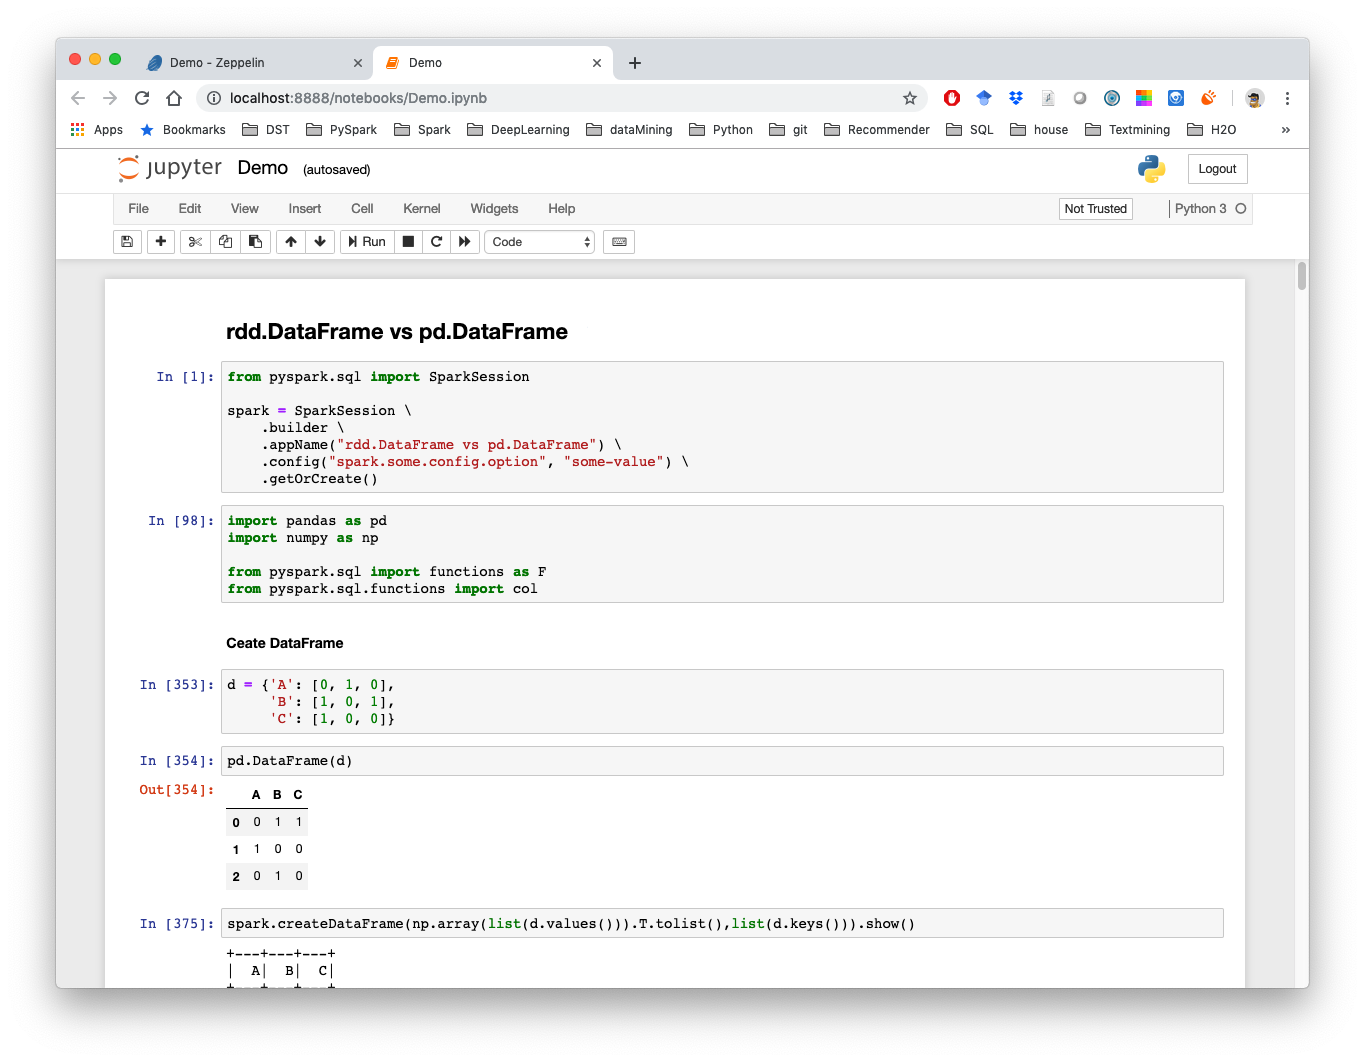 Demo - Zeppelin
Demo
localhost:8888/notebooks/Demo.ipynb
Apps Bookmarks DST PySpark Spark DeepLearning dataMining Python git Recommender SQL house Textmining H2O »
jupyter Demo (autosaved) Logout
File Edit View Insert Cell Kernel Widgets Help Not Trusted Python 3
Run Code
rdd.DataFrame vs pd.DataFrame
In [1]: from pyspark.sql import SparkSession
spark = SparkSession \
    .builder \
    .appName("rdd.DataFrame vs pd.DataFrame") \
    .config("spark.some.config.option", "some-value") \
    .getOrCreate()
In [98]: import pandas as pd
import numpy as np
from pyspark.sql import functions as F
from pyspark.sql.functions import col
Ceate DataFrame
In [353]: d = {'A': [0, 1, 0],
     'B': [1, 0, 1],
     'C': [1, 0, 0]}
In [354]: pd.DataFrame(d)
Out[354]:
A B C
0 0 1 1
1 1 0 0
2 0 1 0
In [375]: spark.createDataFrame(np.array(list(d.values())).T.tolist(),list(d.keys())).show()
+---+---+---+
|  A|  B|  C|
+---+---+---+